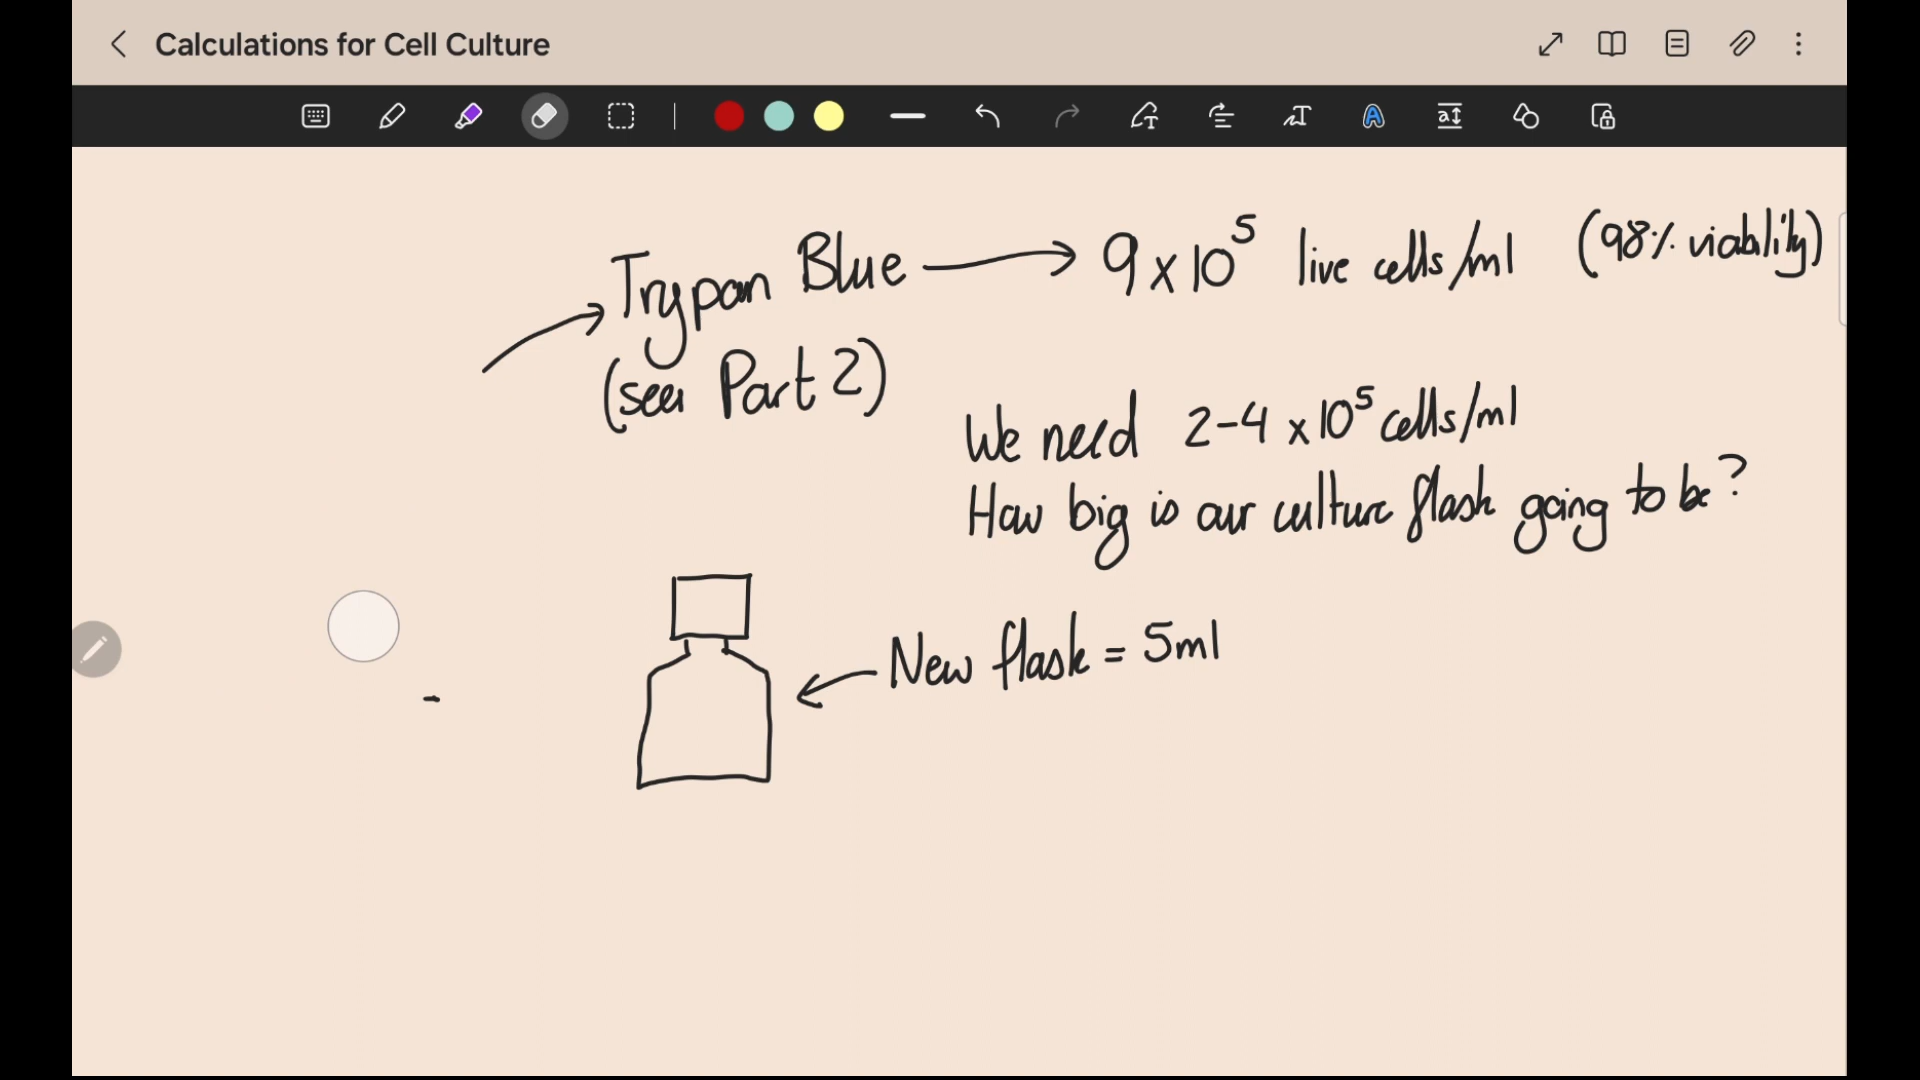 Calculations for Cell Culture
Trypan Blue → 9 x 10⁵ live cells/ml (98% viability)
(see Part 2)
We need 2-4 x 10⁵ cells/ml
How big is our culture flask going to be?
New flask = 5ml